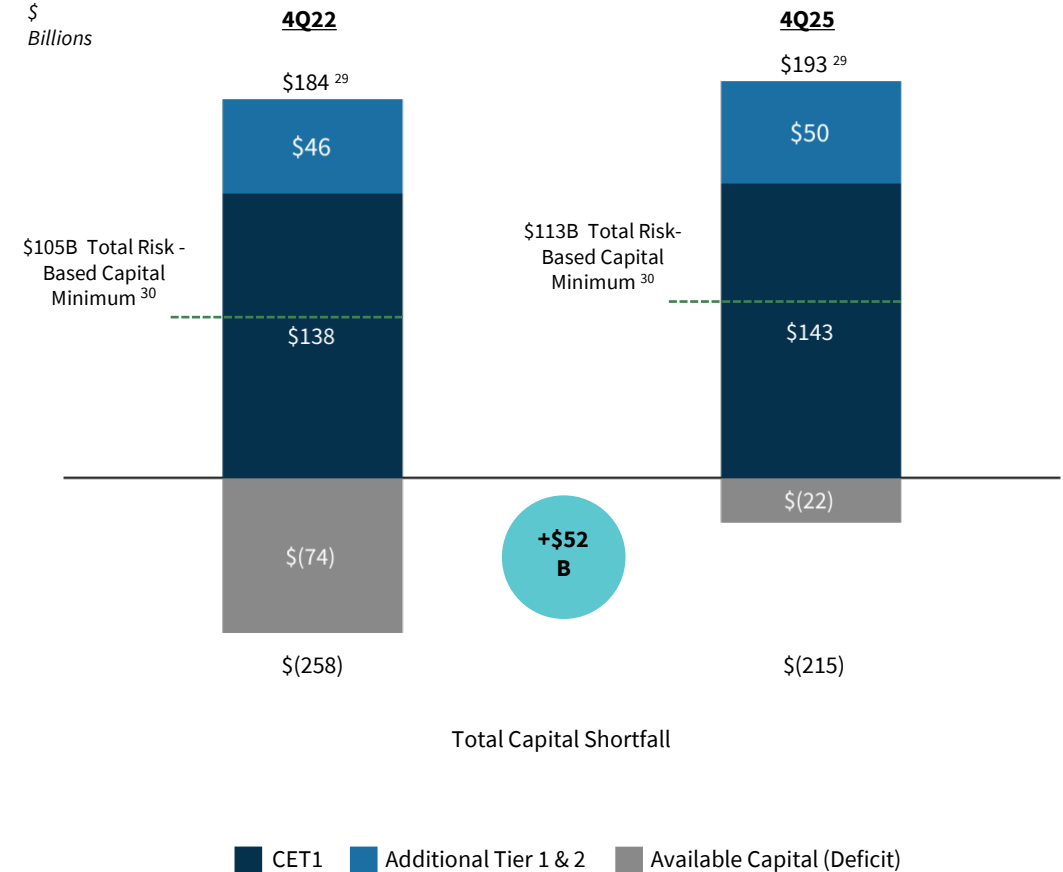 $
Billions
4Q22
4Q25
$184 29
$193 29
$46
$50
$105B Total Risk -
Based Capital
Minimum 30
$113B Total Risk-
Based Capital
Minimum 30
$138
$143
$(74)
$(22)
+$52
B
$(258)
$(215)
Total Capital Shortfall
CET1
Additional Tier 1 & 2
Available Capital (Deficit)